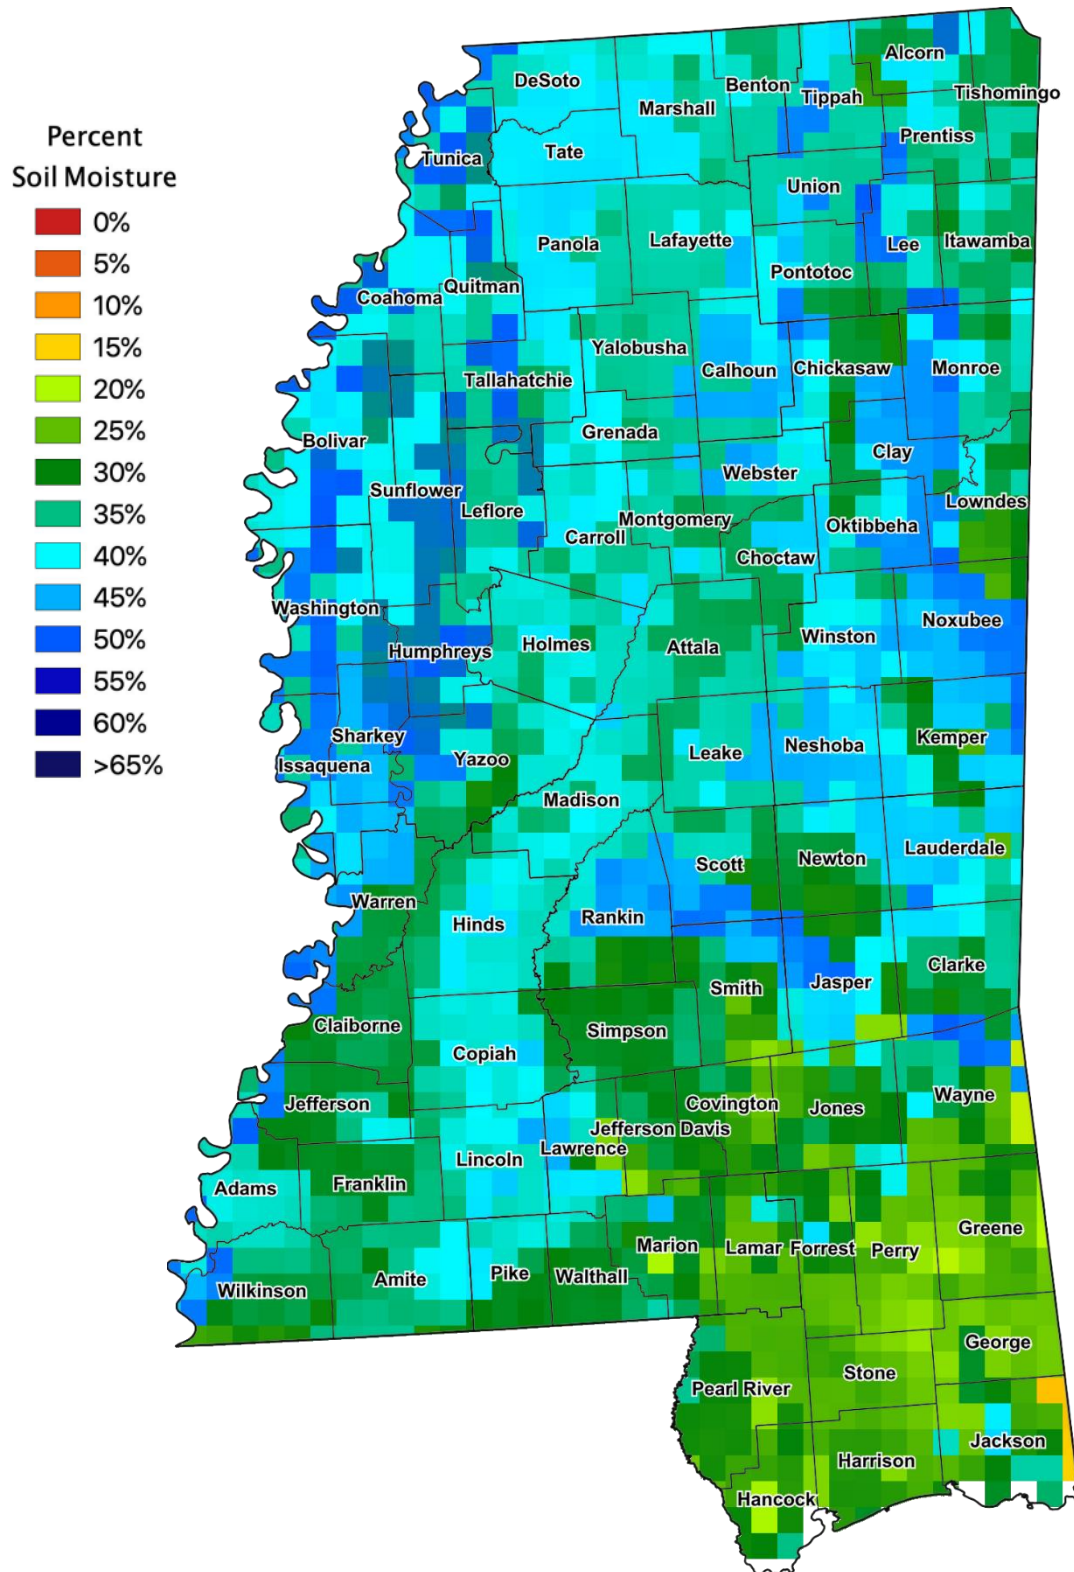 Percent
Soil Moisture
0%
5%
10%
15%
20%
25%
30%
35%
40%
45%
50%
55%
60%
>65%
Alcorn
DeSoto
Benton
Tippah
Tishomingo
Marshall
Prentiss
Tunica
Tate
Union
Panola
Lafayette
Lee
Itawamba
Pontotoc
Quitman
Coahoma
Yalobusha
Calhoun
Chickasaw
Monroe
Tallahatchie
Grenada
Bolivar
Clay
Webster
Sunflower
Leflore
Lowndes
Montgomery
Oktibbeha
Carroll
Choctaw
Washington
Noxubee
Winston
Holmes
Attala
Humphreys
Sharkey
Kemper
Neshoba
Leake
Yazoo
Issaquena
Madison
Lauderdale
Newton
Scott
Warren
Rankin
Hinds
Clarke
Jasper
Smith
Claiborne
Simpson
Copiah
Wayne
Jefferson
Covington
Jones
Jefferson Davis
Lawrence
Lincoln
Adams
Franklin
Greene
Marion
Lamar
Forrest
Perry
Pike
Walthall
Amite
Wilkinson
George
Stone
Pearl River
Jackson
Harrison
Hancock